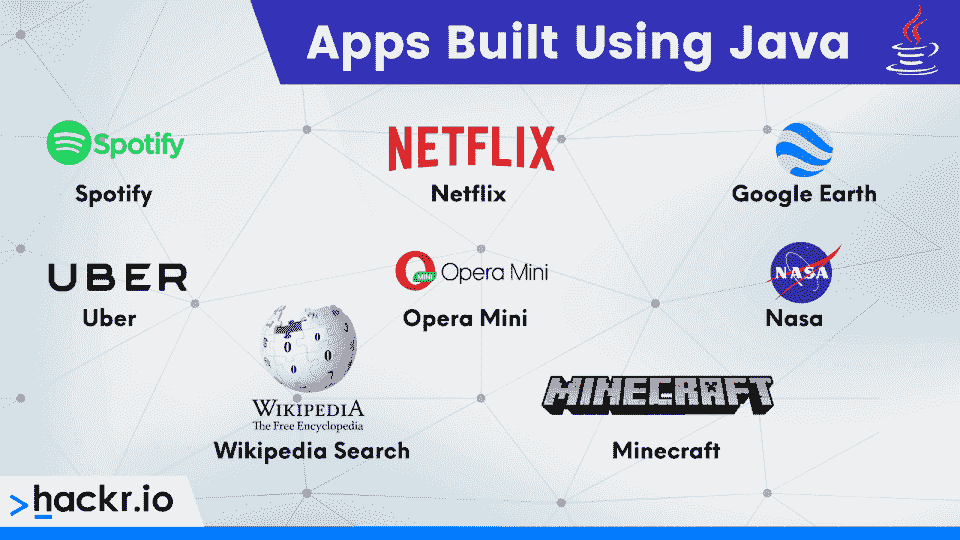 Apps Built Using Java
Spotify
Spotify
NETFLIX
Netflix
Google Earth
UBER
Uber
MINI
Opera Mini
Opera Mini
NASA
Nasa
WIKIPEDIA
The Free Encyclopedia
Wikipedia Search
MINECRAFT
Minecraft
>hackr.io